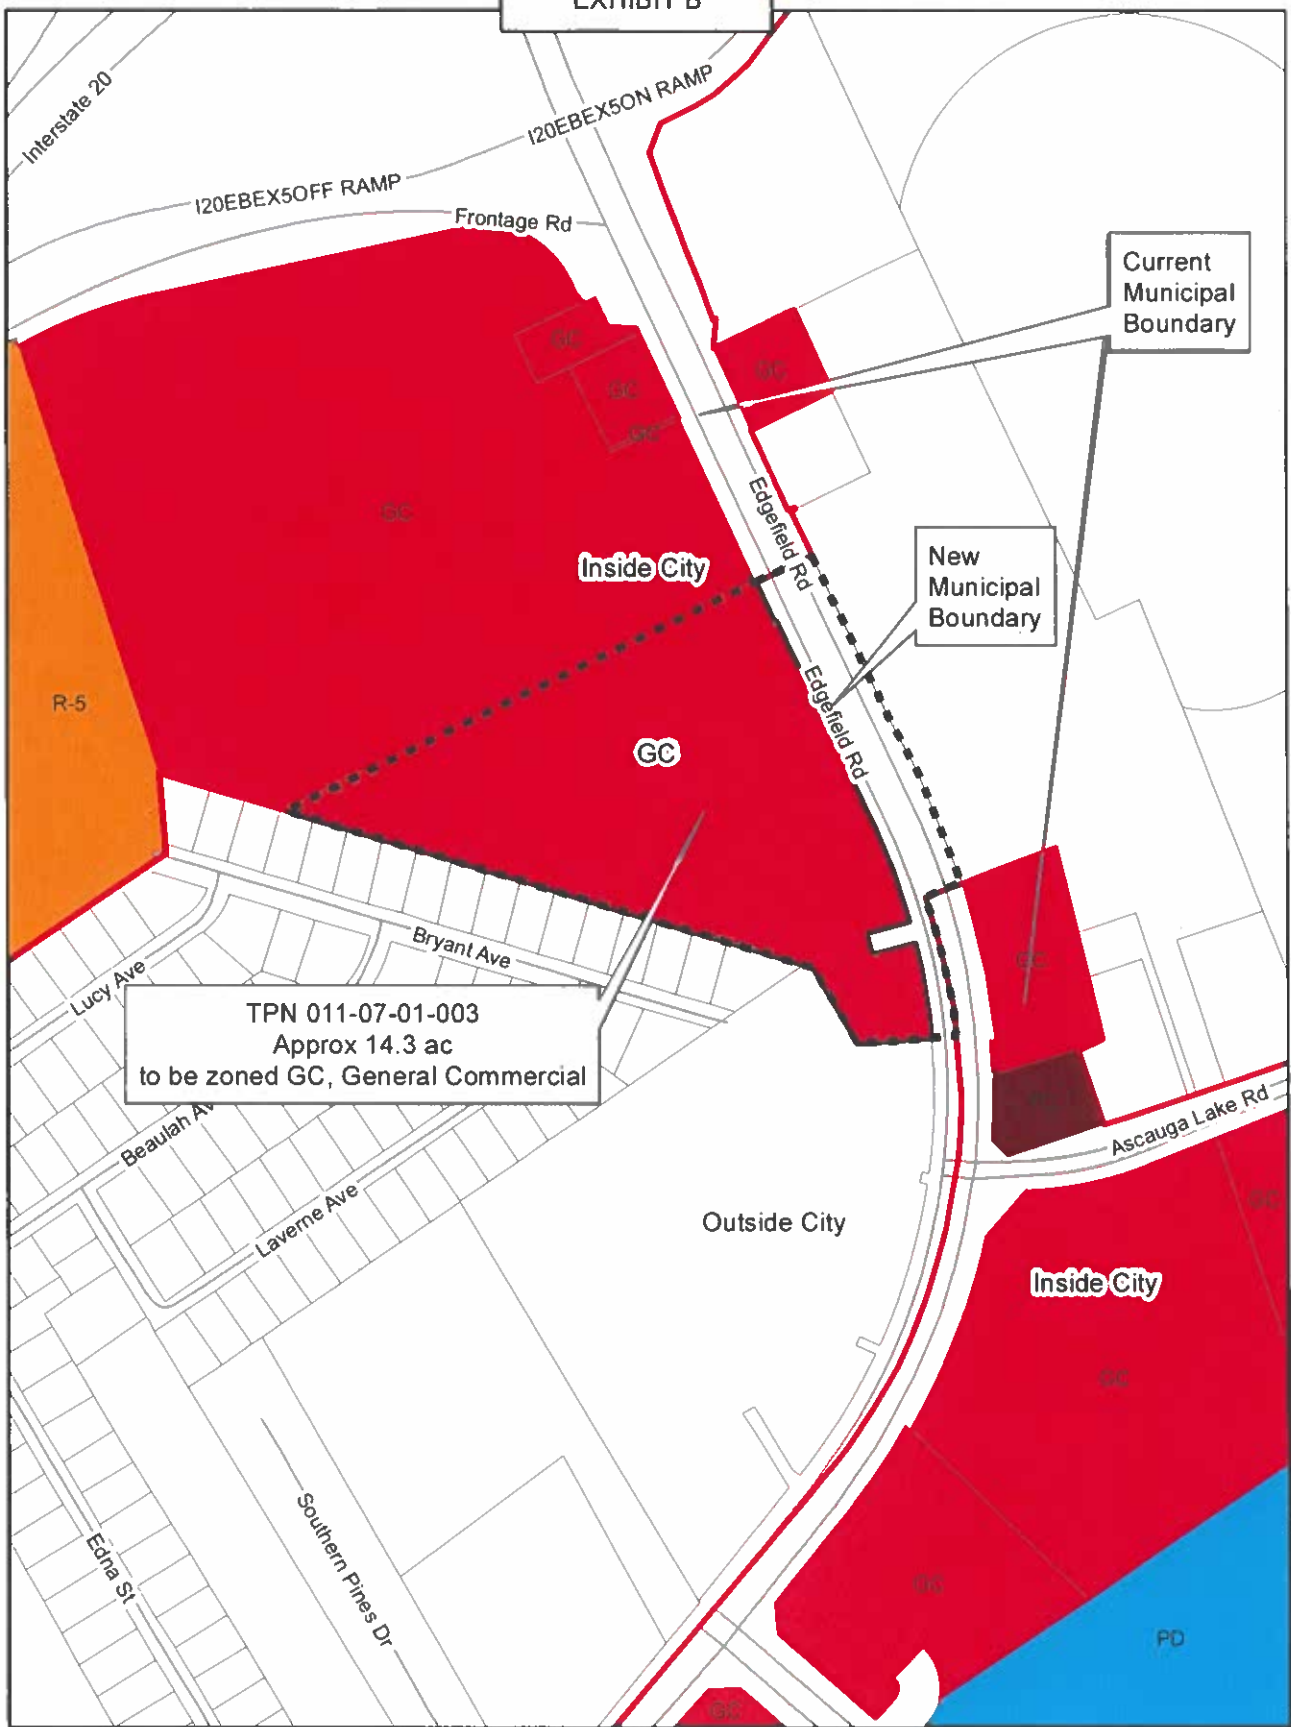 EXHIBIT B
Interstate 20
I20EBEX5ON RAMP
I20EBEX5OFF RAMP
Frontage Rd
Current
Municipal
Boundary
GC
GC
GC
GC
GC
Edgefield Rd
New
Municipal
Boundary
Inside City
Edgefield Rd
R-5
GC
Bryant Ave
GC
Lucy Ave
TPN 011-07-01-003
Approx 14.3 ac
to be zoned GC, General Commercial
Beaulah Av
Ascauga Lake Rd
Laverne Ave
GC
Outside City
Inside City
GC
Southern Pines Dr
Edna St
GC
PD
GC